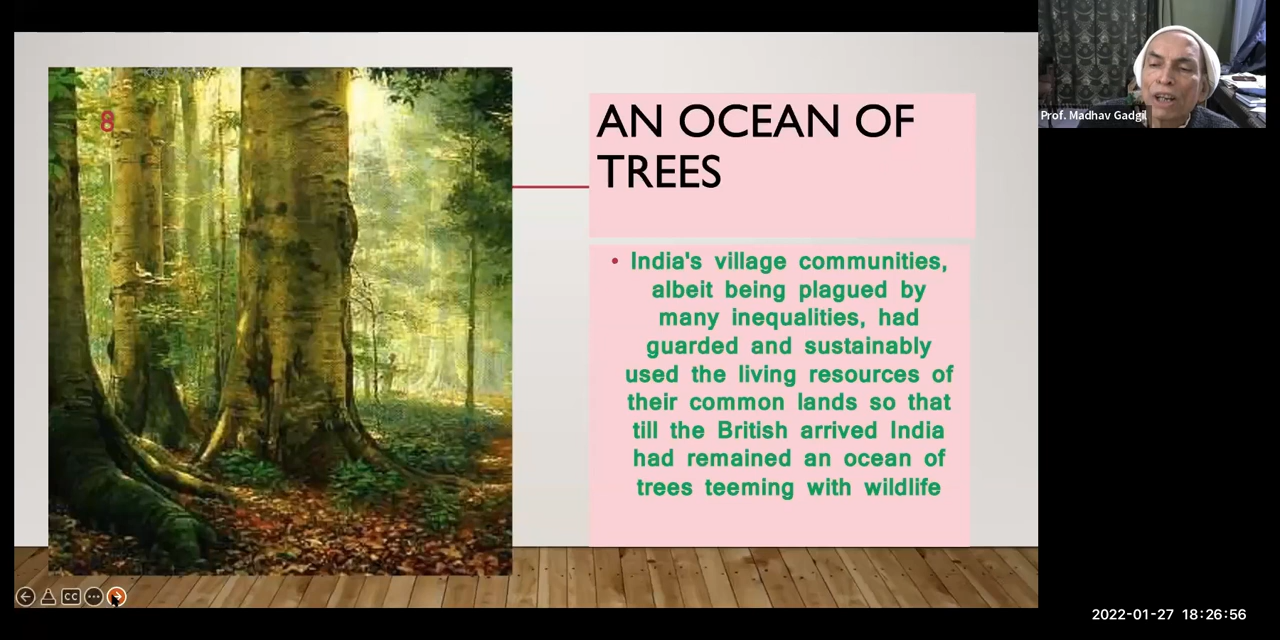 8
AN OCEAN OF
TREES
• India's village communities,
albeit being plagued by
many inequalities, had
guarded and sustainably
used the living resources of
their common lands so that
till the British arrived India
had remained an ocean of
trees teeming with wildlife
Prof. Madhav Gadgil
CC
2022-01-27 18:26:56